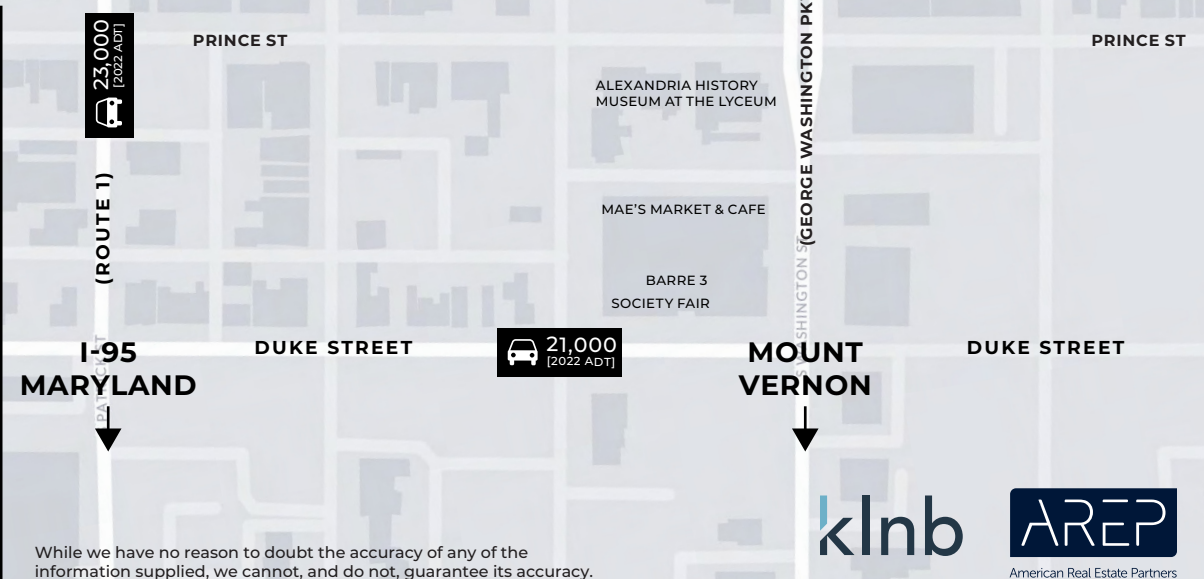 23,000
[2022 ADT]
PRINCE ST
(GEORGE WASHINGTON PK
PRINCE ST
ALEXANDRIA HISTORY
MUSEUM AT THE LYCEUM
(ROUTE 1)
MAE'S MARKET & CAFE
BARRE 3
SOCIETY FAIR
21,000
[2022 ADT]
I-95
MARYLAND
DUKE STREET
MOUNT
VERNON
DUKE STREET
klnb
AREP
American Real Estate Partners
While we have no reason to doubt the accuracy of any of the
information supplied, we cannot, and do not, guarantee its accuracy.